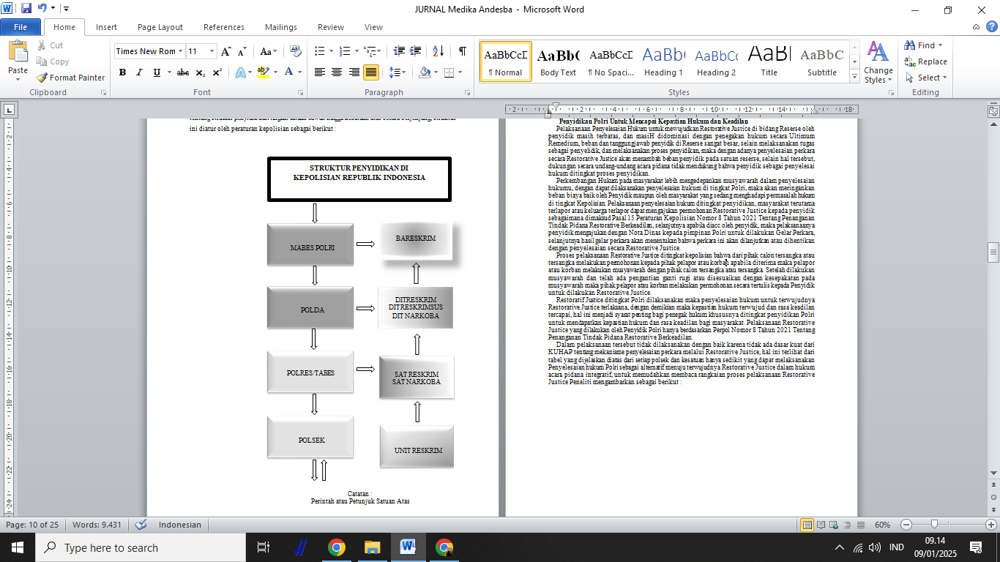 JURNAL Medika Andesba - Microsoft Word
File Home Insert Page Layout References Mailings Review View
Paste
Cut
Copy
Format Painter
Clipboard
Times New Rom 11
Font
Paragraph
AaBbCcD AaBbC AaBbCcD AaBbC AaBbCc AaBbC AaBbCcC
¶ Normal Body Text ¶ No Spaci... Heading 1 Heading 2 Title Subtitle
Styles
Change Styles
Find
Replace
Select
Editing
ini diatur oleh peraturan kepolisian sebagai berikut :
STRUKTUR PENYIDIKAN DI
KEPOLISIAN REPUBLIK INDONESIA
MABES POLRI
BARESKRIM
POLDA
DITRESKRIM
DITRESKRIMSUS
DIT NARKOBA
POLRES/TABES
SAT RESKRIM
SAT NARKOBA
POLSEK
UNIT RESKRIM
Catatan :
Perintah atau Petunjuk Satuan Atas
Penyidikan Polri Untuk Mencapai Kepastian Hukum dan Keadilan
Pelaksanaan Penyelesaian Hukum untuk mewujudkan Restorative Justice di bidang Reserse oleh
penyidik masih terbatas, dan masiH didominasi dengan penegakan hukum secara Ultimum
Remedium, beban dan tanggung jawab penyidik di Reserse sangat besar, selain melaksanakan tugas
sebagai penyelidik, dan melaksanakan proses penyidikan, maka dengan adanya penyelesaian perkara
secara Restorative Justice akan menambah beban penyidik pada satuan reserse, selain hal tersebut,
dukungan secara undang-undang acara pidana tidak mendukung bahwa penyidik sebagai penyelesai
hukum ditingkat proses penyidikan.
Perkembangan Hukum pada masyarakat lebih mengedepankan musyawarah dalam penyelesaian
hukumu, dengan dapat dilaksanakan penyelesaian hukum di tingkat Polri, maka akan meringankan
beban biaya baik oleh Penyidik maupun oleh masyarakat yang sedang menghadapi permasalah hukum
di tingkat Kepolisian. Pelaksanaan penyelesaian hukum ditingkat penyidikan, masyarakat terutama
terlapor atau keluarga terlapor dapat mengajukan permohonan Restorative Justice kepada penyidik
sebagaimana dimaksud Pasal 15 Peraturan Kepolisian Nomor 8 Tahun 2021 Tentang Penanganan
Tindak Pidana Restorative Berkeadilan, selanjutnya apabila diacc oleh penyidik, maka pelaksanaanya
penyidik mengajukan dengan Nota Dinas kepada pimpinan Polri untuk dilakukan Gelar Perkara,
selanjutnya hasil gelar perkara akan menentukan bahwa perkara ini akan dilanjutkan atau dihentikan
dengan penyelesaian secara Restorative Justice.
Proses pelaksanaan Restorative Justice ditingkat kepolisian bahwa dari pihak calon tersangka atau
tersangka melakukan permohonan kepada pihak pelapor atau korban apabila diterima maka pelapor
atau korban melakukan musyawarah dengan pihak calon tersangka atau tersangka. Setelah dilakukan
musyawarah dan telah ada pengantian ganti rugi atau disesuaikan dengan kesepakatan pada
musyawarah maka pihak pelapor atau korban melakukan permohonan secara tertulis kepada Penyidik
untuk dilakukan Restorative Justice.
Restoratif Justice ditingkat Polri dilaksanakan maka penyelesaian hukum untuk terwujudnya
Restorative Justice terlaksana, dengan demikian maka kepastian hukum terwujud dan rasa keadilan
tercapai, hal ini menjadi syarat penting bagi penegak hukum khususnya ditingkat penyidikan Polri
untuk mendapatkan kepastian hukum dan rasa keadilan bagi masyarakat. Pelaksanaan Restorative
Justice yang dilakukan oleh Penyidik Polri hanya berdasarkan Perpol Nomor 8 Tahun 2021 Tentang
Penanganan Tindak Pidana Restorative Berkeadilan.
Dalam pelaksanaan tersebut tidak dilaksanakan dengan baik karena tidak ada dasar kuat dari
KUHAP tentang mekanisme penyelesaian perkara melalui Restorative Justice, hal ini terlihat dari
tabel yang dijelaskan diatas dari setiap polsek dan kesatuan hanya sedikit yang dapat melaksanakan
Penyelesaian hukum Polri sebagai alternatif menuju terwujudnya Restorative Justice dalam hukum
acara pidana integratif, untuk memudahkan membaca rangkaian proses pelaksanaan Restorative
Justice Peneliti mengambarkan sebagai berikut :
Page: 10 of 25 Words: 9.431 Indonesian 60%
Type here to search
IND
09.14
09/01/2025